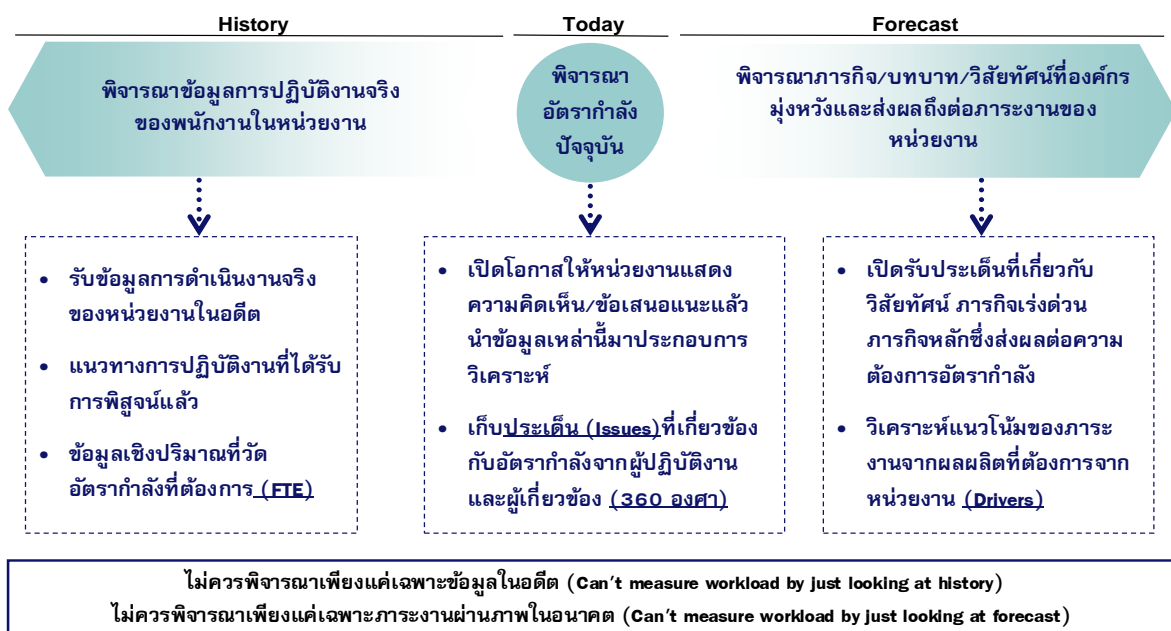 History
Today
Forecast
พิจารณาข้อมูลการปฏิบัติงานจริง
ของพนักงานในหน่วยงาน
พิจารณา
อัตรากำลัง
ปัจจุบัน
พิจารณาภารกิจ/บทบาท/วิสัยทัศน์ที่องค์กร
มุ่งหวังและส่งผลถึงต่อภาระงานของ
หน่วยงาน
• รับข้อมูลการดำเนินงานจริง
ของหน่วยงานในอดีต
• แนวทางการปฏิบัติงานที่ได้รับ
การพิสูจน์แล้ว
• ข้อมูลเชิงปริมาณที่วัด
อัตรากำลังที่ต้องการ (FTE)
• เปิดโอกาสให้หน่วยงานแสดง
ความคิดเห็น/ข้อเสนอแนะแล้ว
นำข้อมูลเหล่านี้มาประกอบการ
วิเคราะห์
• เก็บประเด็น (Issues)ที่เกี่ยวข้อง
กับอัตรากำลังจากผู้ปฏิบัติงาน
และผู้เกี่ยวข้อง (360 องศา)
• เปิดรับประเด็นที่เกี่ยวกับ
วิสัยทัศน์ ภารกิจเร่งด่วน
ภารกิจหลักซึ่งส่งผลต่อความ
ต้องการอัตรากำลัง
• วิเคราะห์แนวโน้มของภาระ
งานจากผลผลิตที่ต้องการจาก
หน่วยงาน (Drivers)
ไม่ควรพิจารณาเพียงแค่เฉพาะข้อมูลในอดีต (Can't measure workload by just looking at history)
ไม่ควรพิจารณาเพียงแค่เฉพาะภาระงานผ่านภาพในอนาคต (Can't measure workload by just looking at forecast)